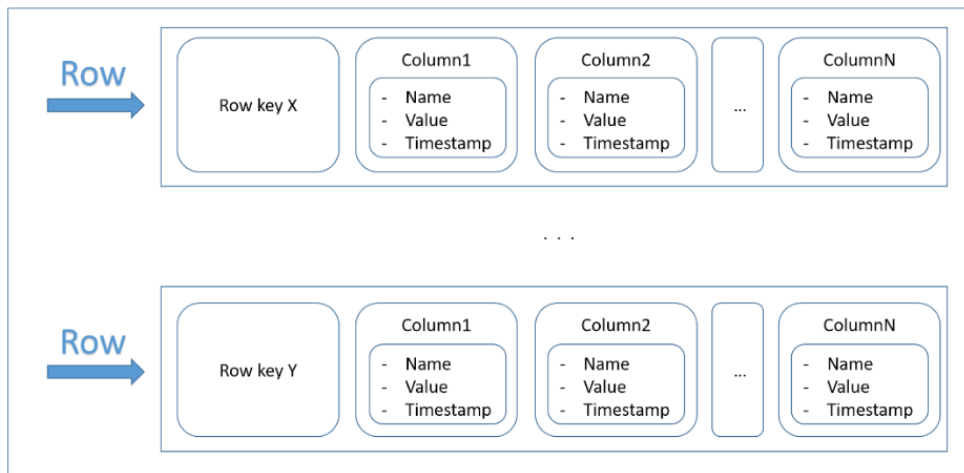 Row
Row key X
Column1
- Name
- Value
- Timestamp
Column2
- Name
- Value
- Timestamp
...
ColumnN
- Name
- Value
- Timestamp
. . .
Row
Row key Y
Column1
- Name
- Value
- Timestamp
Column2
- Name
- Value
- Timestamp
...
ColumnN
- Name
- Value
- Timestamp